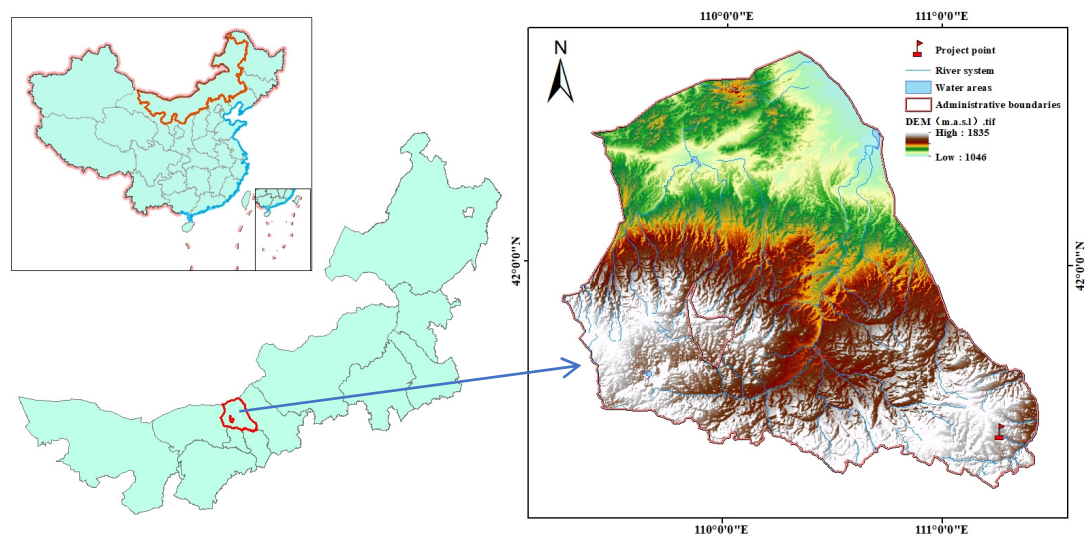 110°0'0"E
111°0'0"E
N
Project point
River system
Water areas
Administrative boundaries
DEM（m.a.s.l）.tif
High : 1835
Low : 1046
42°0'0"N
42°0'0"N
110°0'0"E
111°0'0"E